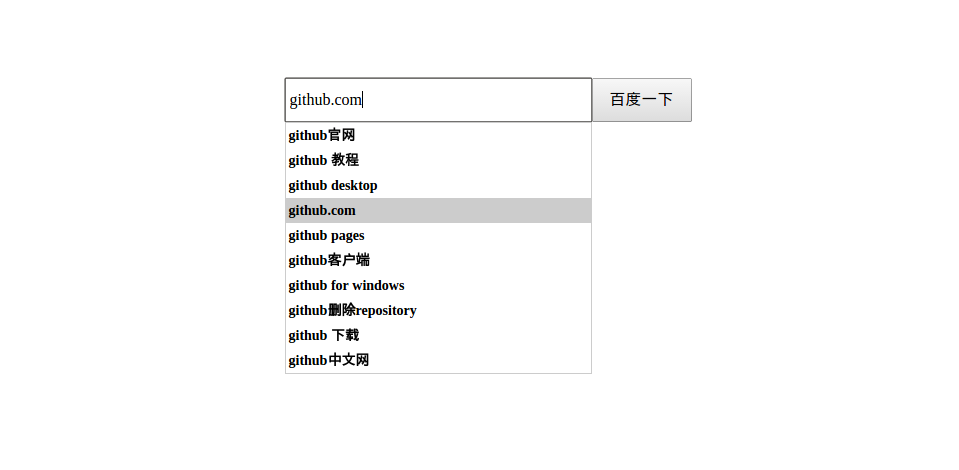 github.com
百度一下
github官网
github 教程
github desktop
github.com
github pages
github客户端
github for windows
github删除repository
github 下载
github中文网